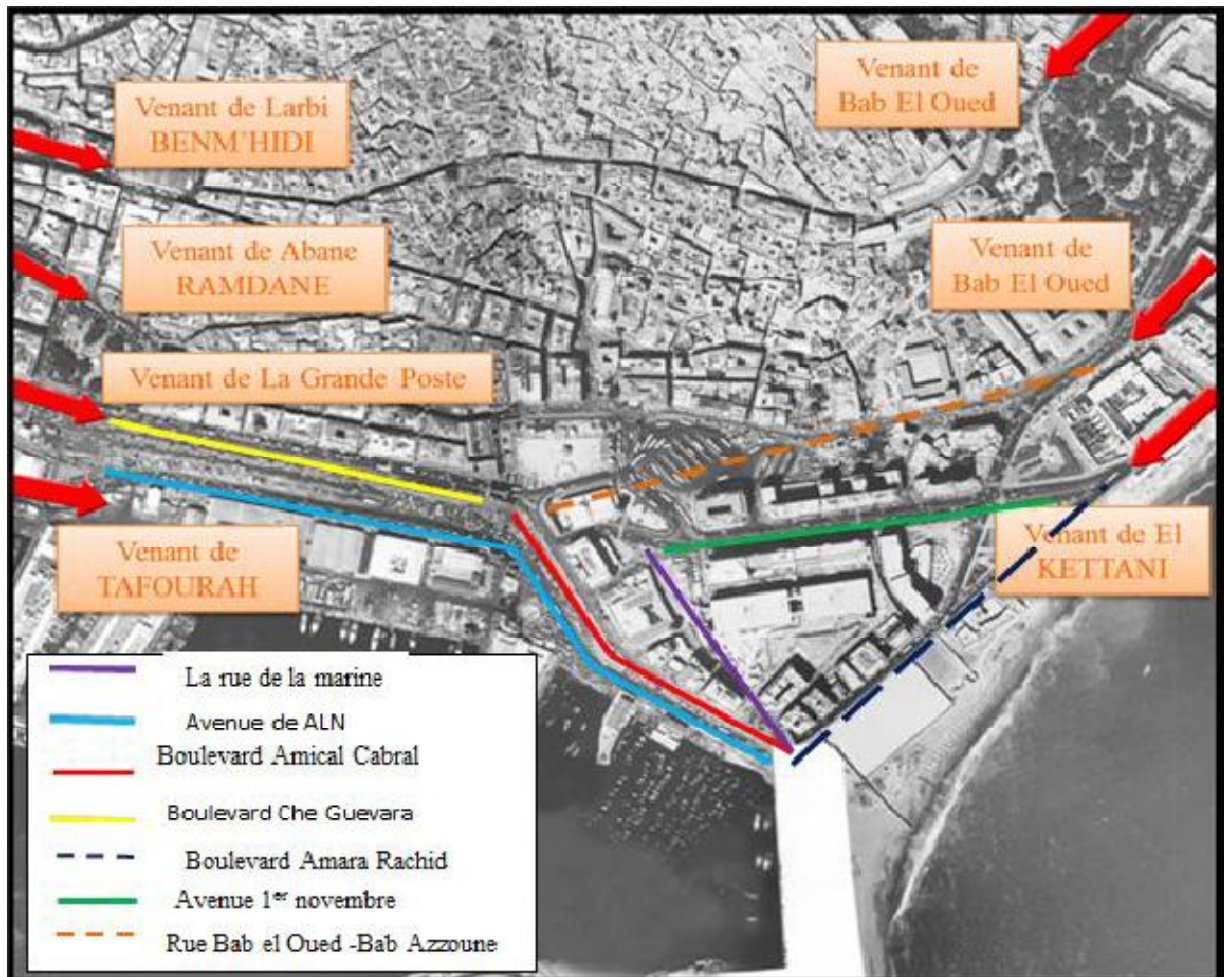 Venant de
Bab El Oued
Venant de Larbi
BENM'HIDI
Venant de Abane
RAMDANE
Venant de
Bab El Oued
Venant de La Grande Poste
Venant de
TAFOURAH
Venant de El
KETTANI
La rue de la marine
Avenue de ALN
Boulevard Amical Cabral
Boulevard Che Guevara
Boulevard Amara Rachid
Avenue 1er novembre
Rue Bab el Oued -Bab Azzoune